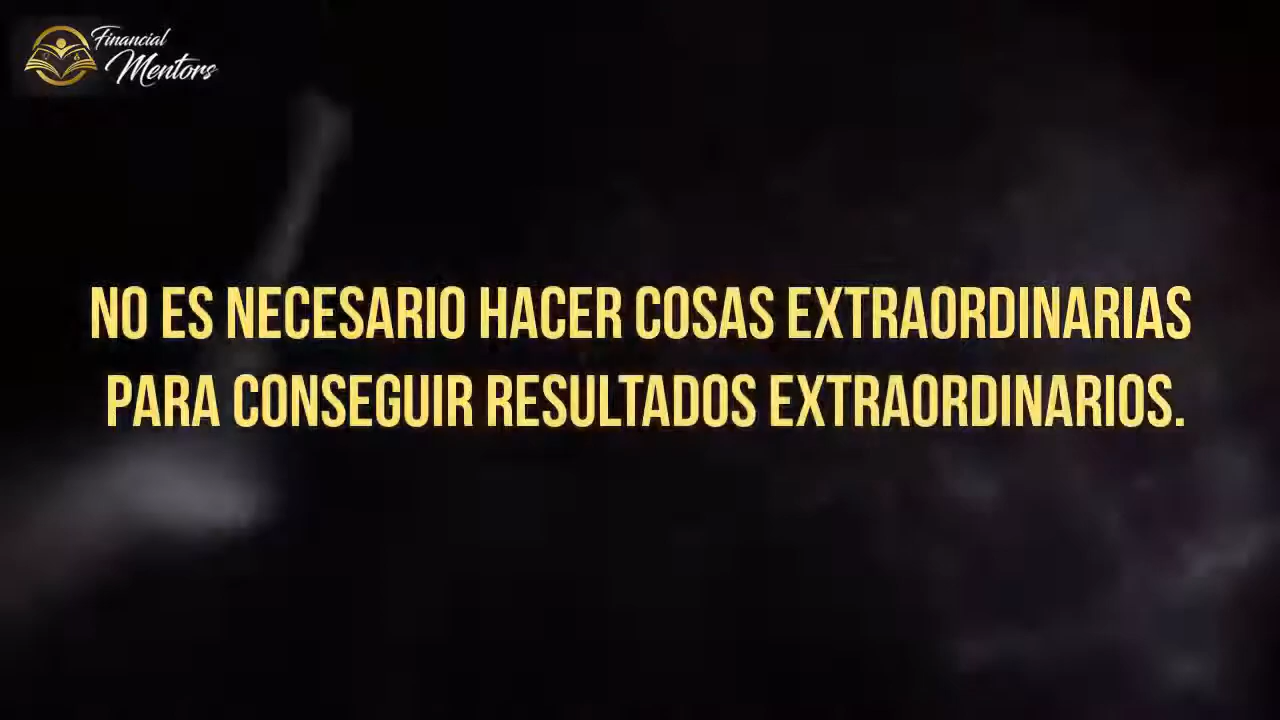 Financial
Mentors
NO ES NECESARIO HACER COSAS EXTRAORDINARIAS
PARA CONSEGUIR RESULTADOS EXTRAORDINARIOS.